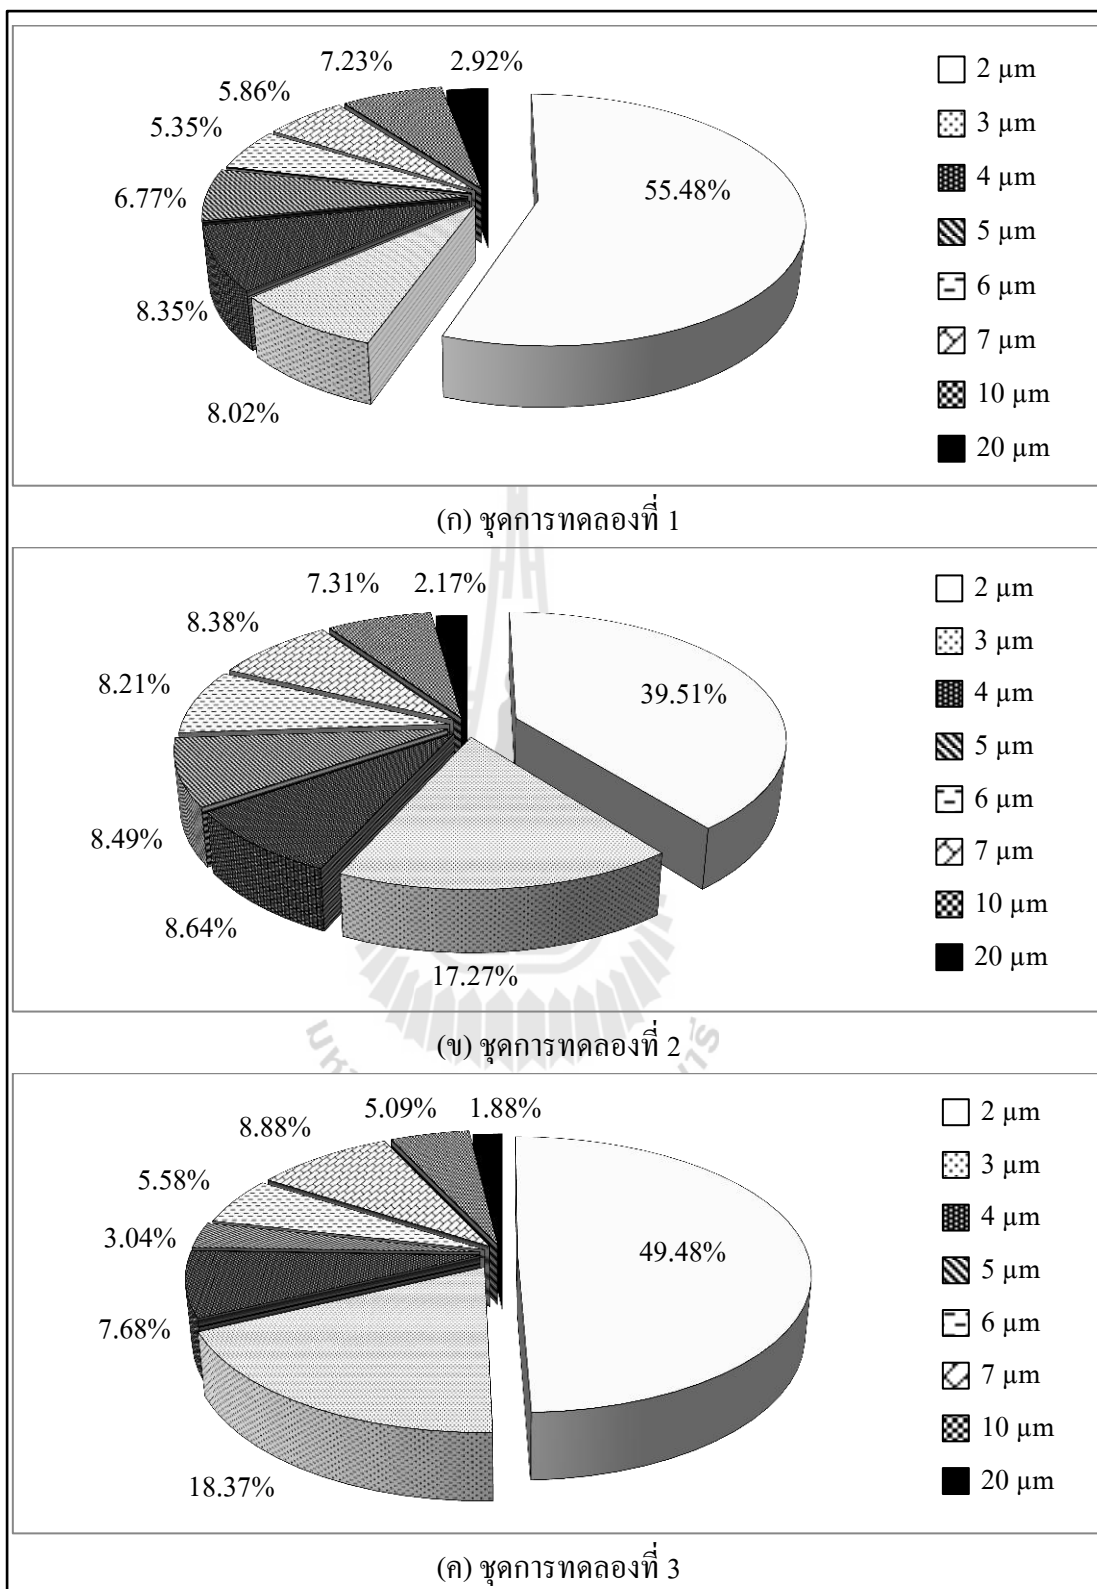 7.23% 2.92%
5.86%
5.35%
6.77%
8.35%
8.02%
55.48%
2 µm
3 µm
4 µm
5 µm
6 µm
7 µm
10 µm
20 µm
(ก) ชุดการทดลองที่ 1
7.31% 2.17%
8.38%
8.21%
8.49%
8.64%
17.27%
39.51%
2 µm
3 µm
4 µm
5 µm
6 µm
7 µm
10 µm
20 µm
(ข) ชุดการทดลองที่ 2
5.09% 1.88%
8.88%
5.58%
3.04%
7.68%
18.37%
49.48%
2 µm
3 µm
4 µm
5 µm
6 µm
7 µm
10 µm
20 µm
(ค) ชุดการทดลองที่ 3